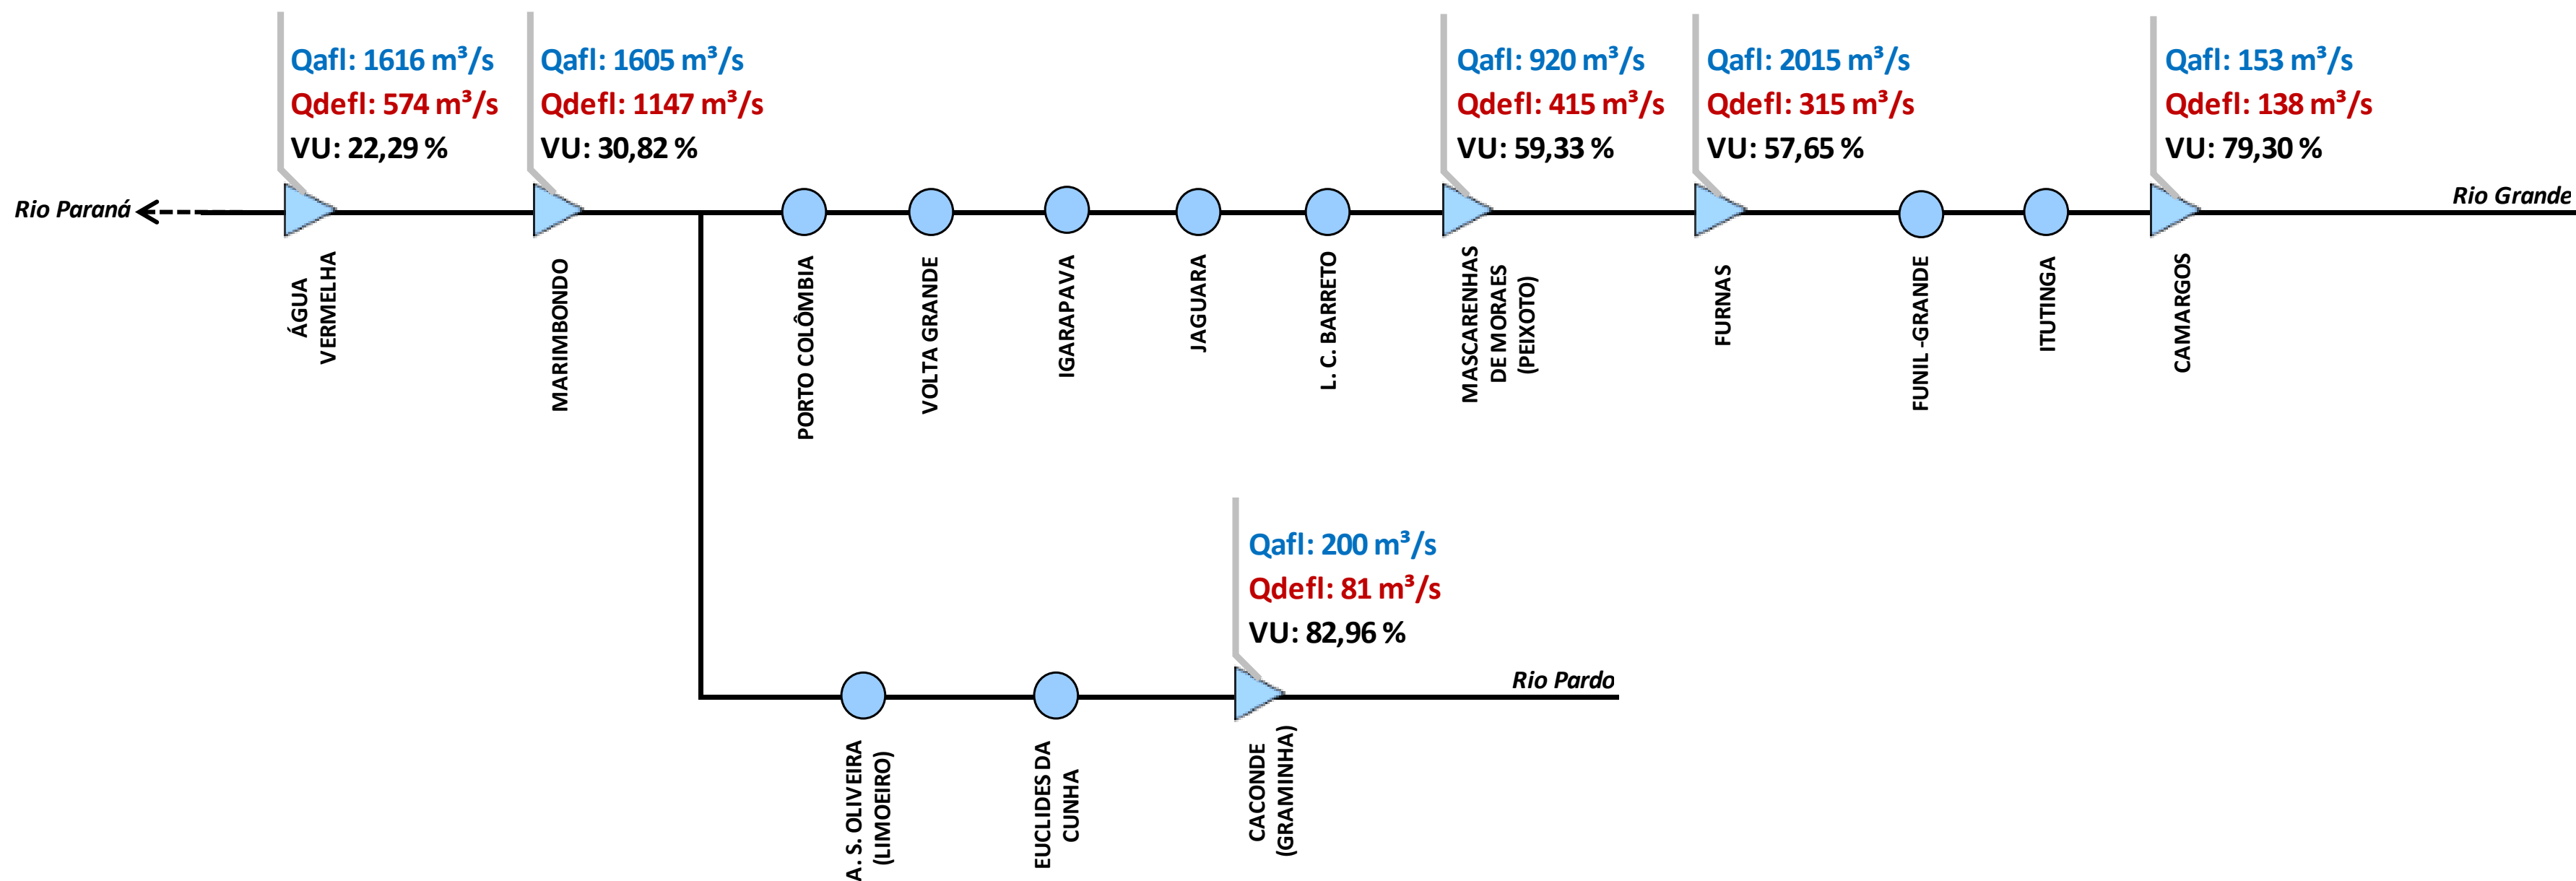 Qafl: 1616 m³/s
Qdefl: 574 m³/s
VU: 22,29 %
Qafl: 1605 m³/s
Qdefl: 1147 m³/s
VU: 30,82 %
Qafl: 920 m³/s
Qdefl: 415 m³/s
VU: 59,33 %
Qafl: 2015 m³/s
Qdefl: 315 m³/s
VU: 57,65 %
Qafl: 153 m³/s
Qdefl: 138 m³/s
VU: 79,30 %
Rio Paraná
Rio Grande
ÁGUA
VERMELHA
MARIMBONDO
PORTO COLÔMBIA
VOLTA GRANDE
IGARAPAVA
JAGUARA
L. C. BARRETO
MASCARENHAS
DE MORAES
(PEIXOTO)
FURNAS
FUNIL -GRANDE
ITUTINGA
CAMARGOS
Qafl: 200 m³/s
Qdefl: 81 m³/s
VU: 82,96 %
Rio Pardo
A. S. OLIVEIRA
(LIMOEIRO)
EUCLIDES DA
CUNHA
CACONDE
(GRAMINHA)